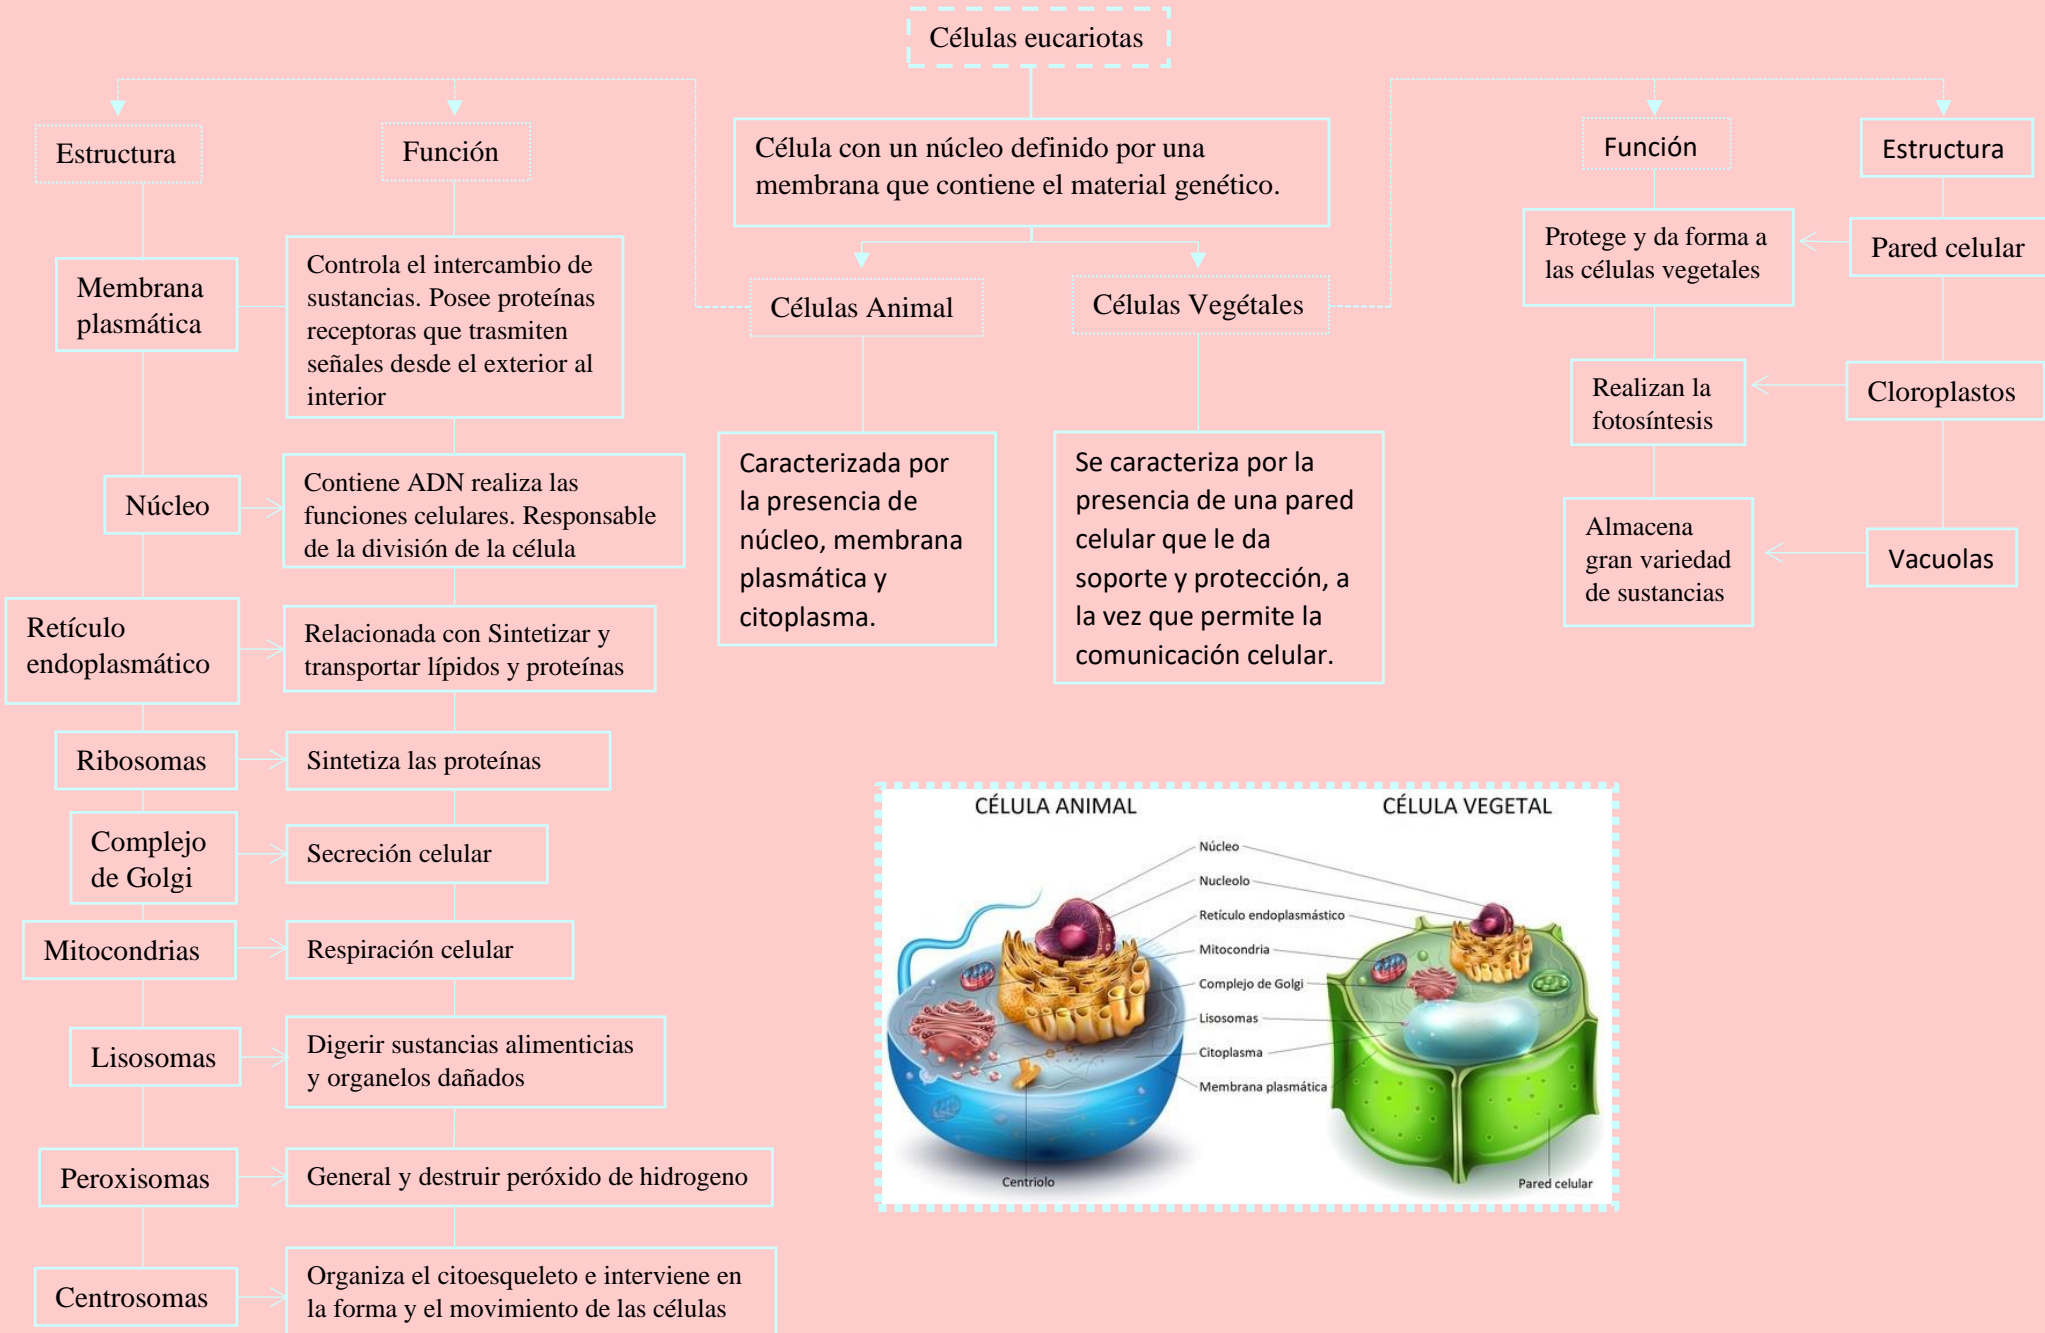 Células eucariotas
Célula con un núcleo definido por una
membrana que contiene el material genético.
Estructura
Función
Membrana
plasmática
Controla el intercambio de
sustancias. Posee proteínas
receptoras que trasmiten
señales desde el exterior al
interior
Núcleo
Contiene ADN realiza las
funciones celulares. Responsable
de la división de la célula
Retículo
endoplasmático
Relacionada con Sintetizar y
transportar lípidos y proteínas
Ribosomas
Sintetiza las proteínas
Complejo
de Golgi
Secreción celular
Mitocondrias
Respiración celular
Lisosomas
Digerir sustancias alimenticias
y organelos dañados
Peroxisomas
General y destruir peróxido de hidrogeno
Centrosomas
Organiza el citoesqueleto e interviene en
la forma y el movimiento de las células
Células Animal
Caracterizada por
la presencia de
núcleo, membrana
plasmática y
citoplasma.
Células Vegétales
Se caracteriza por la
presencia de una pared
celular que le da
soporte y protección, a
la vez que permite la
comunicación celular.
Función
Estructura
Protege y da forma a
las células vegetales
Pared celular
Realizan la
fotosíntesis
Cloroplastos
Almacena
gran variedad
de sustancias
Vacuolas
CÉLULA ANIMAL
CÉLULA VEGETAL
Núcleo
Nucleolo
Retículo endoplasmástico
Mitocondria
Complejo de Golgi
Lisosomas
Citoplasma
Membrana plasmática
Centriolo
Pared celular